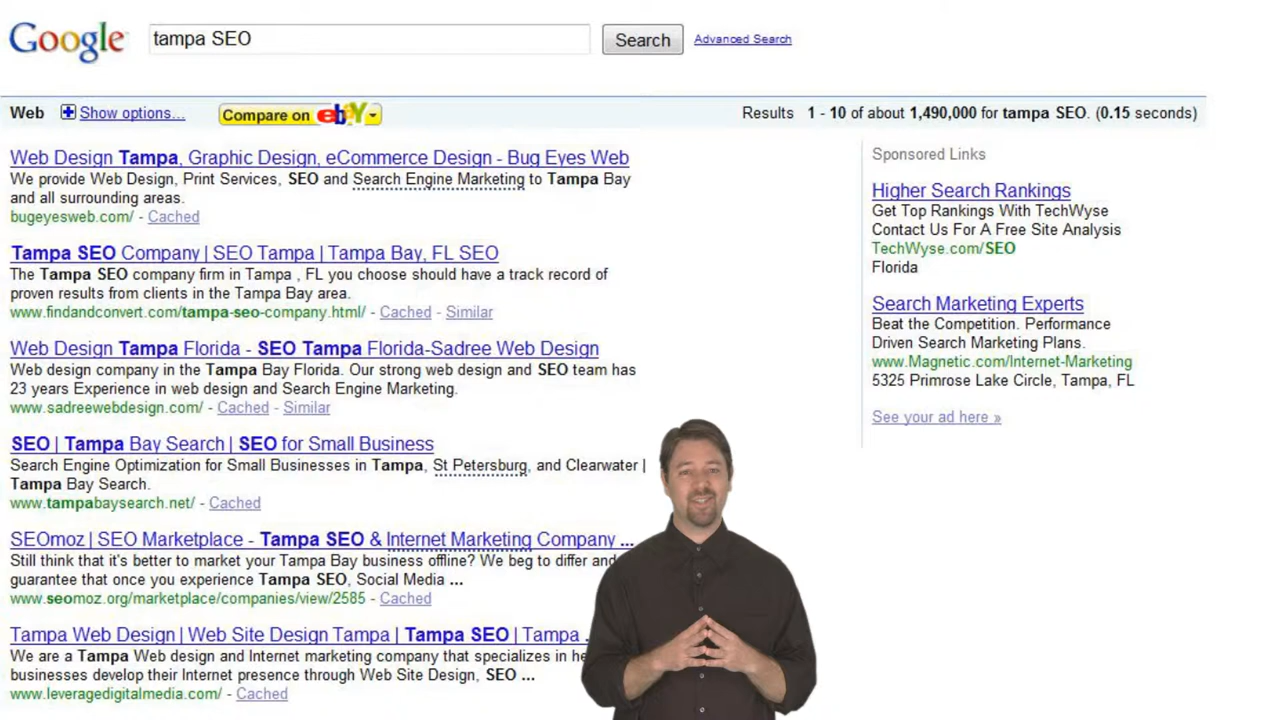 Google
tampa SEO
Search
Advanced Search
Web
Show options...
Compare on ebay
Results 1 - 10 of about 1,490,000 for tampa SEO. (0.15 seconds)
Web Design Tampa, Graphic Design, eCommerce Design - Bug Eyes Web
We provide Web Design, Print Services, SEO and Search Engine Marketing to Tampa Bay
and all surrounding areas.
bugeyesweb.com/ - Cached
Tampa SEO Company | SEO Tampa | Tampa Bay, FL SEO
The Tampa SEO company firm in Tampa , FL you choose should have a track record of
proven results from clients in the Tampa Bay area.
www.findandconvert.com/tampa-seo-company.html/ - Cached - Similar
Web Design Tampa Florida - SEO Tampa Florida-Sadree Web Design
Web design company in the Tampa Bay Florida. Our strong web design and SEO team has
23 years Experience in web design and Search Engine Marketing.
www.sadreewebdesign.com/ - Cached - Similar
SEO | Tampa Bay Search | SEO for Small Business
Search Engine Optimization for Small Businesses in Tampa, St Petersburg, and Clearwater |
Tampa Bay Search.
www.tampabaysearch.net/ - Cached
SEOmoz | SEO Marketplace - Tampa SEO & Internet Marketing Company ...
Still think that it's better to market your Tampa Bay business offline? We beg to differ and
guarantee that once you experience Tampa SEO, Social Media ...
www.seomoz.org/marketplace/companies/view/2585 - Cached
Tampa Web Design | Web Site Design Tampa | Tampa SEO | Tampa .
We are a Tampa Web design and Internet marketing company that specializes in
businesses develop their Internet presence through Web Site Design, SEO ...
www.leveragedigitalmedia.com/ - Cached
Sponsored Links
Higher Search Rankings
Get Top Rankings With TechWyse
Contact Us For A Free Site Analysis
TechWyse.com/SEO
Florida
Search Marketing Experts
Beat the Competition. Performance
Driven Search Marketing Plans.
www.Magnetic.com/Internet-Marketing
5325 Primrose Lake Circle, Tampa, FL
See your ad here »